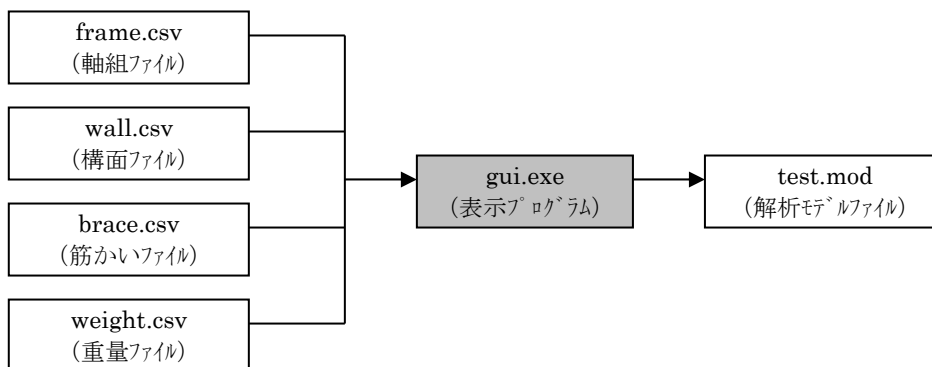 frame.csv
(軸組ﾌｧｲﾙ)
wall.csv
(構面ﾌｧｲﾙ)
brace.csv
(筋かいﾌｧｲﾙ)
weight.csv
(重量ﾌｧｲﾙ)
gui.exe
(表示ﾌﾟﾛｸﾞﾗﾑ)
test.mod
(解析ﾓﾃﾞﾙﾌｧｲﾙ)